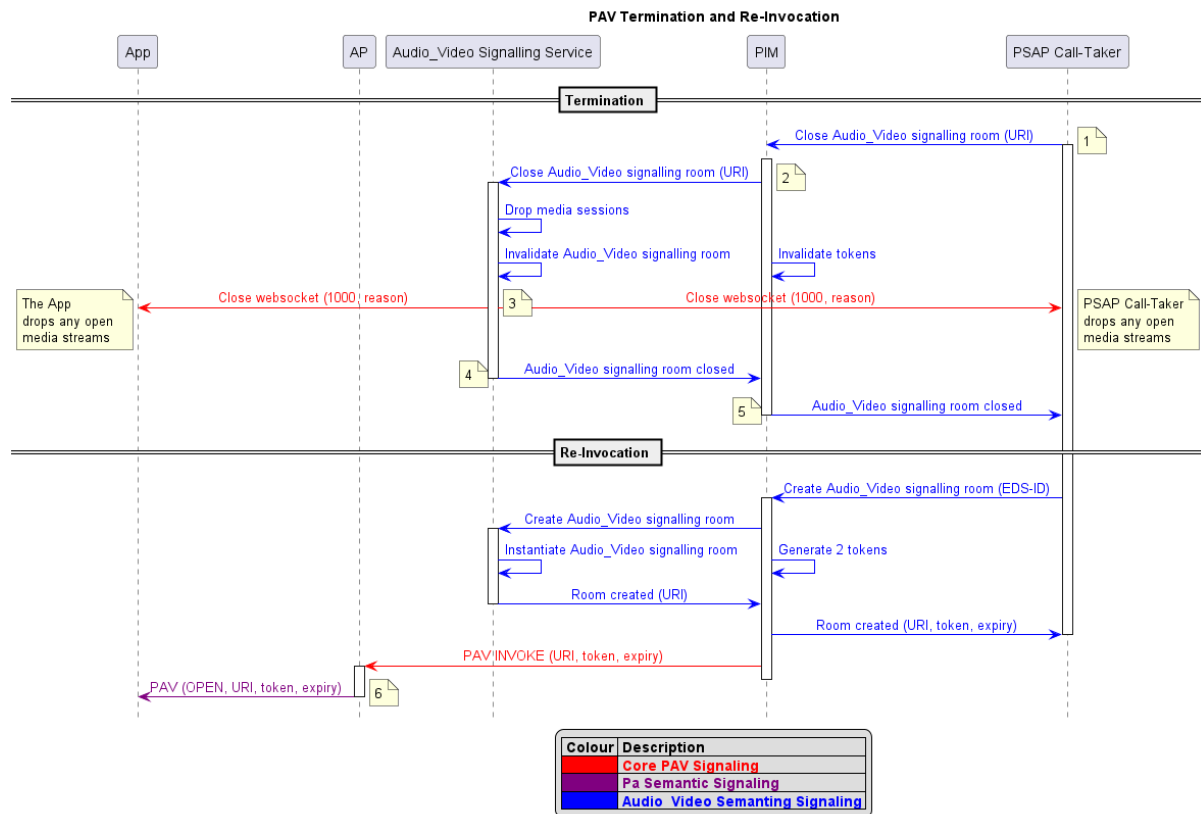 PAV Termination and Re-Invocation
App
AP
Audio_Video Signalling Service
PIM
PSAP Call-Taker
Termination
Close Audio_Video signalling room (URI)
1
Close Audio_Video signalling room (URI)
2
Drop media sessions
Invalidate Audio_Video signalling room
Invalidate tokens
The App
drops any open
media streams
Close websocket (1000, reason)
3
Close websocket (1000, reason)
PSAP Call-Taker
drops any open
media streams
4
Audio_Video signalling room closed
5
Audio_Video signalling room closed
Re-Invocation
Create Audio_Video signalling room (EDS-ID)
Create Audio_Video signalling room
Instantiate Audio_Video signalling room
Generate 2 tokens
Room created (URI)
Room created (URI, token, expiry)
PAV INVOKE (URI, token, expiry)
PAV (OPEN, URI, token, expiry)
6
Colour Description
Core PAV Signaling
Pa Semantic Signaling
Audio  Video Semanting Signaling